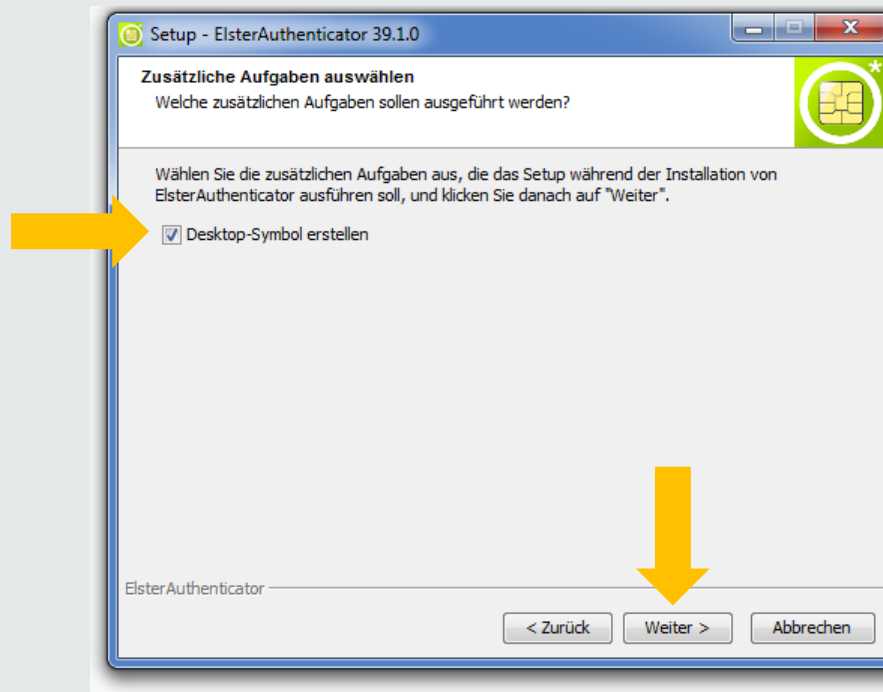 Setup - ElsterAuthenticator 39.1.0
Zusätzliche Aufgaben auswählen
Welche zusätzlichen Aufgaben sollen ausgeführt werden?
Wählen Sie die zusätzlichen Aufgaben aus, die das Setup während der Installation von
ElsterAuthenticator ausführen soll, und klicken Sie danach auf "Weiter".
Desktop-Symbol erstellen
ElsterAuthenticator
< Zurück
Weiter >
Abbrechen